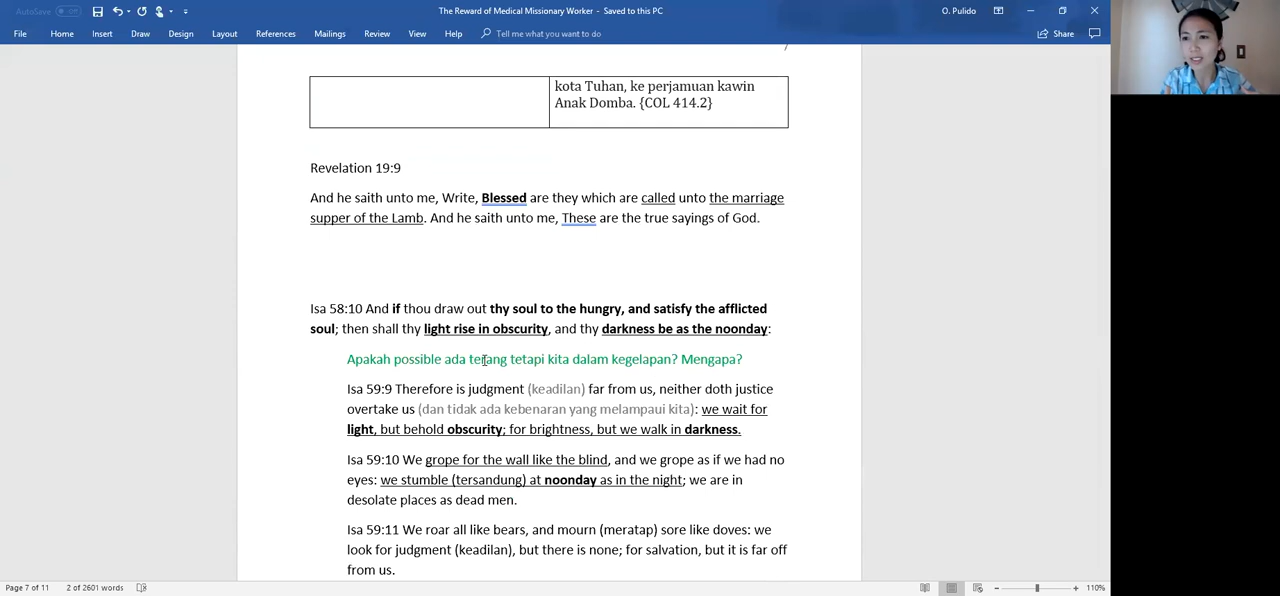 AutoSave Off
The Reward of Medical Missionary Worker - Saved to this PC
O. Pulido
File Home Insert Draw Design Layout References Mailings Review View Help Tell me what you want to do Share
kota Tuhan, ke perjamuan kawin
Anak Domba. {COL 414.2}
Revelation 19:9
And he saith unto me, Write, Blessed are they which are called unto the marriage
supper of the Lamb. And he saith unto me, These are the true sayings of God.
Isa 58:10 And if thou draw out thy soul to the hungry, and satisfy the afflicted
soul; then shall thy light rise in obscurity, and thy darkness be as the noonday:
Apakah possible ada terang tetapi kita dalam kegelapan? Mengapa?
Isa 59:9 Therefore is judgment (keadilan) far from us, neither doth justice
overtake us (dan tidak ada kebenaran yang melampaui kita): we wait for
light, but behold obscurity; for brightness, but we walk in darkness.
Isa 59:10 We grope for the wall like the blind, and we grope as if we had no
eyes: we stumble (tersandung) at noonday as in the night; we are in
desolate places as dead men.
Isa 59:11 We roar all like bears, and mourn (meratap) sore like doves: we
look for judgment (keadilan), but there is none; for salvation, but it is far off
from us.
Page 7 of 11 2 of 2601 words 110%